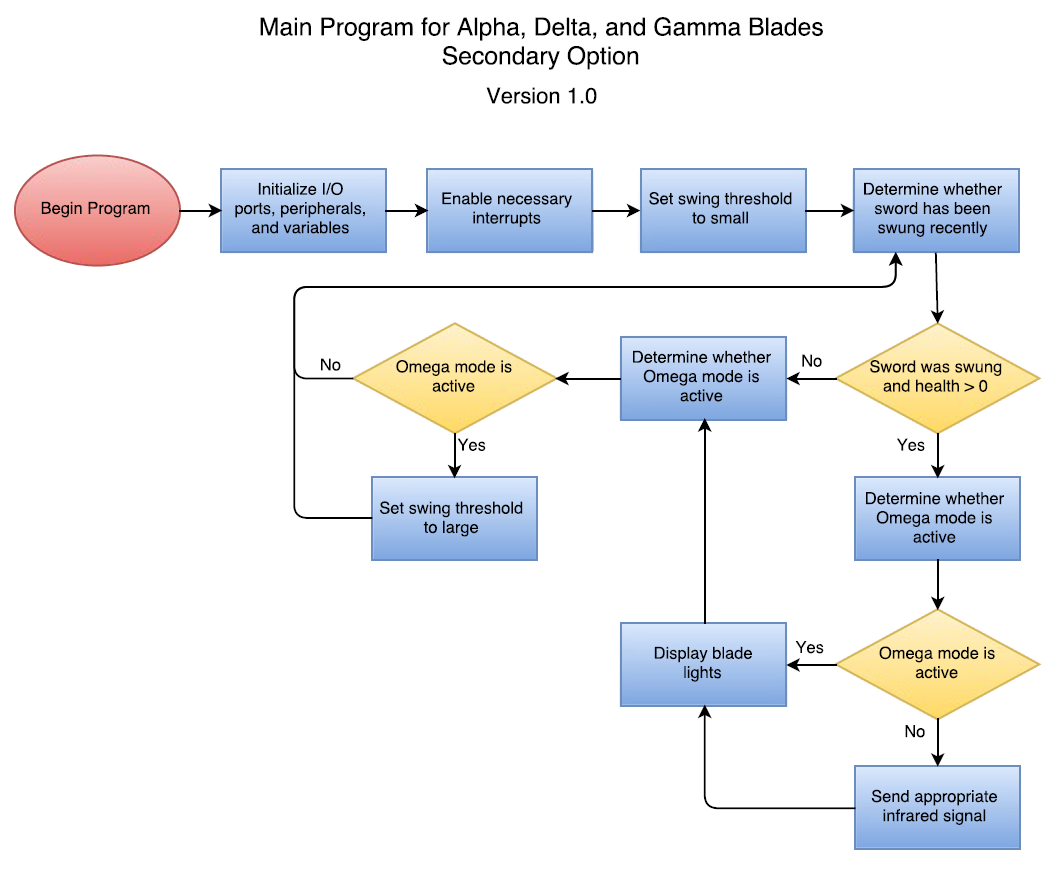 Main Program for Alpha, Delta, and Gamma Blades
Secondary Option
Version 1.0
Begin Program
Initialize I/O
ports, peripherals,
and variables
Enable necessary
interrupts
Set swing threshold
to small
Determine whether
sword has been
swung recently
Sword was swung
and health > 0
No
Determine whether
Omega mode is
active
Omega mode is
active
No
Yes
Set swing threshold
to large
Yes
Determine whether
Omega mode is
active
Omega mode is
active
Yes
Display blade
lights
No
Send appropriate
infrared signal